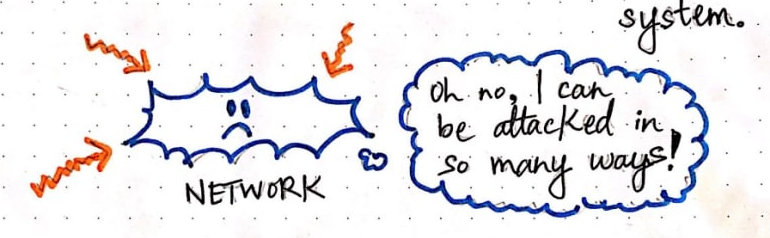 system.
Oh no, I can
be attacked in
so many ways!
NETWORK